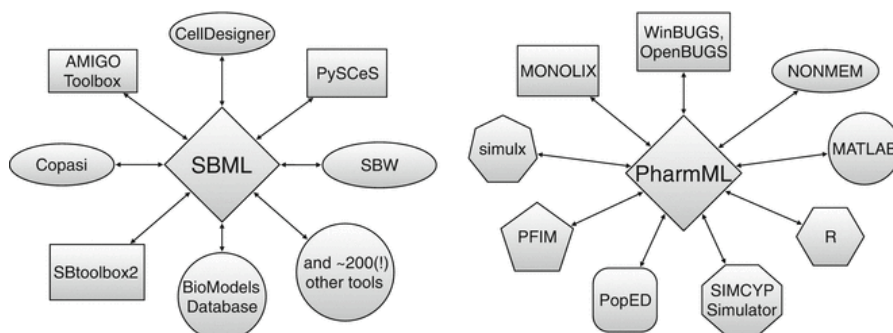 CellDesigner
AMIGO
Toolbox
PySCeS
Copasi
SBML
SBW
SBtoolbox2
BioModels
Database
and ~200(!)
other tools
WinBUGS,
OpenBUGS
MONOLIX
NONMEM
simulx
PharmML
MATLAB
PFIM
R
PopED
SIMCYP
Simulator